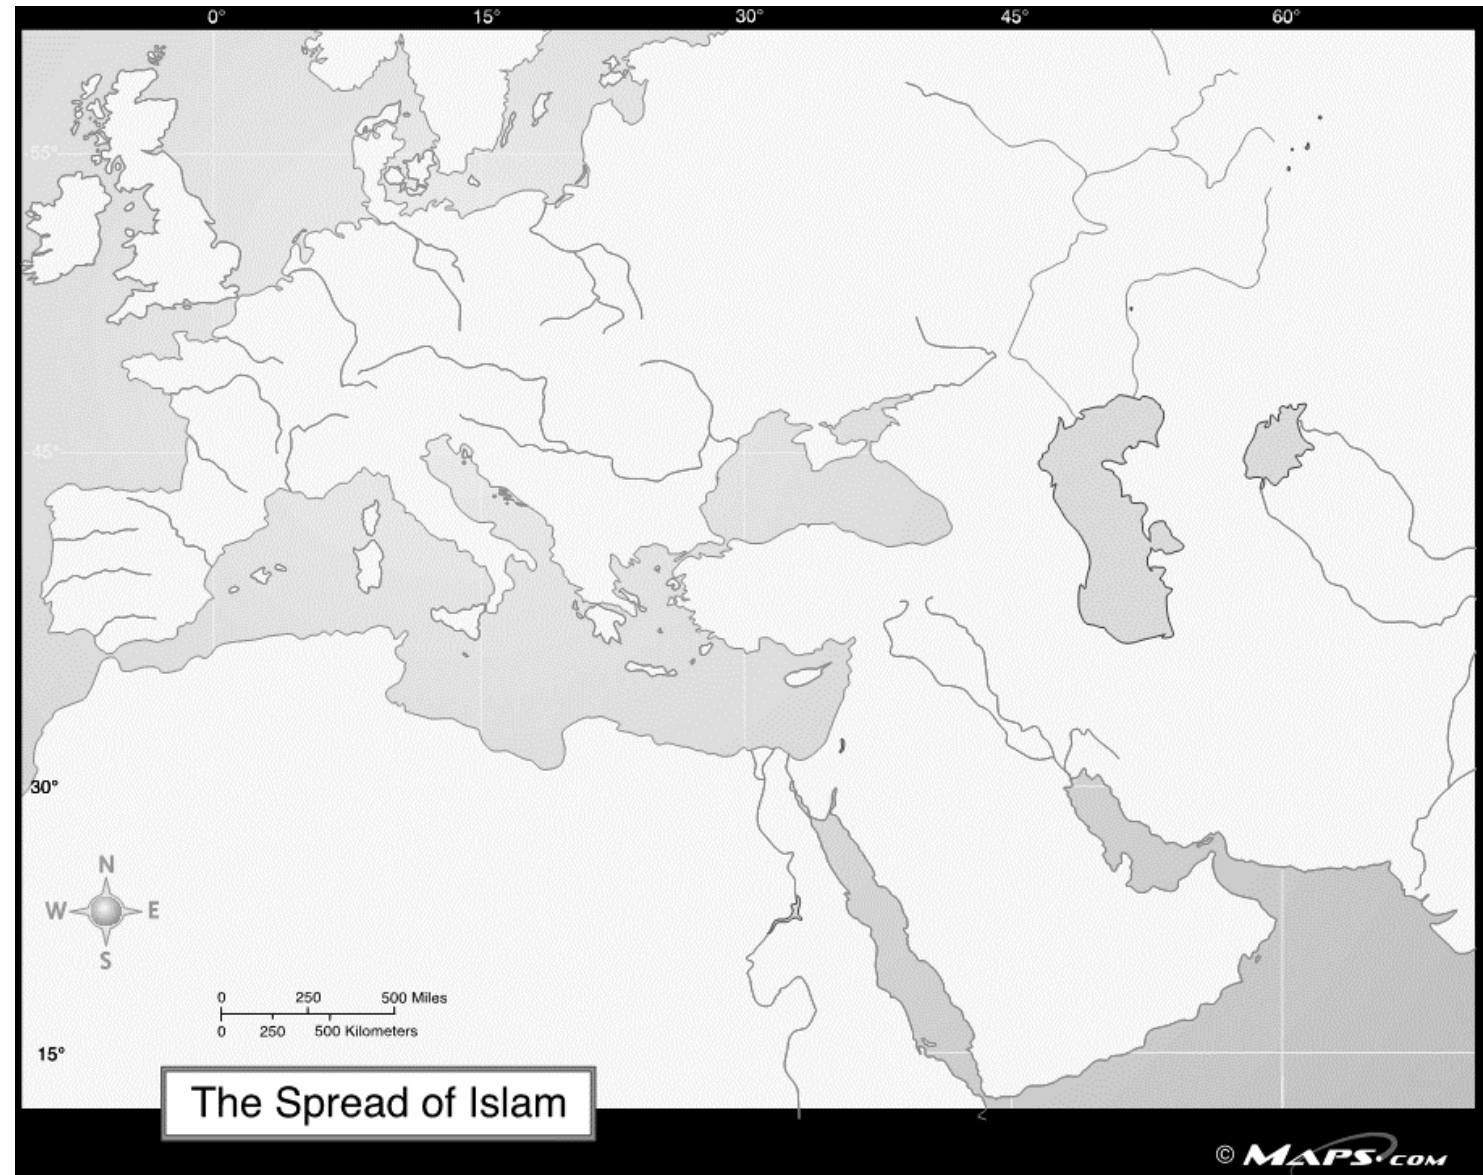 0° 15° 30° 45° 60°
55°
45°
30°
N
W E
S
0 250 500 Miles
0 250 500 Kilometers
15°
The Spread of Islam
© MAPS.COM